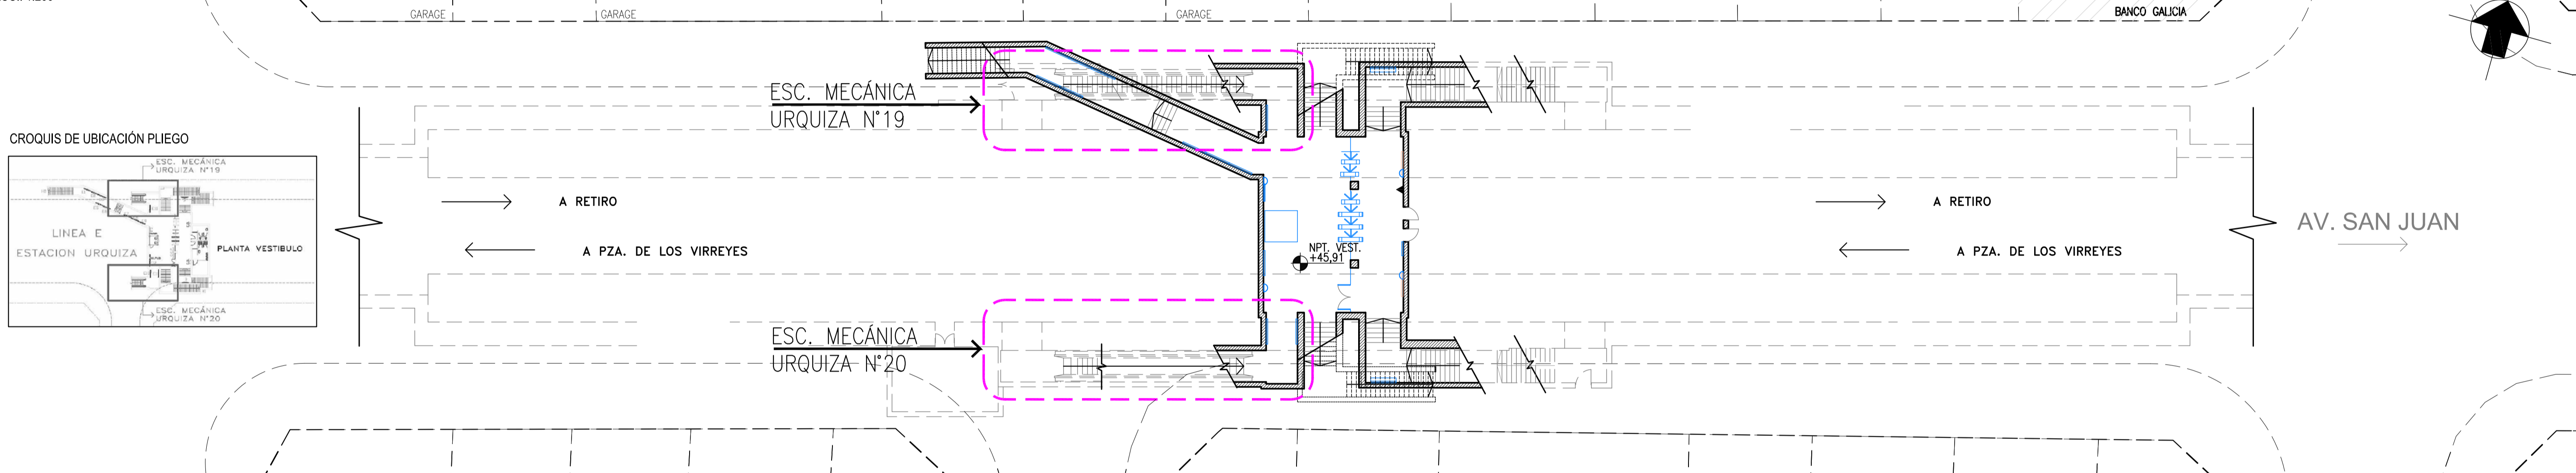 GARAGE
GARAGE
GARAGE
BANCO GALICIA
ESC. MECÁNICA
URQUIZA N°19
CROQUIS DE UBICACIÓN PLIEGO
ESC. MECÁNICA
URQUIZA N°19
LINEA E
ESTACION URQUIZA
PLANTA VESTIBULO
ESC. MECÁNICA
URQUIZA N°20
A RETIRO
A PZA. DE LOS VIRREYES
NPT. VEST.
+45,91
A RETIRO
A PZA. DE LOS VIRREYES
AV. SAN JUAN
ESC. MECÁNICA
URQUIZA N°20